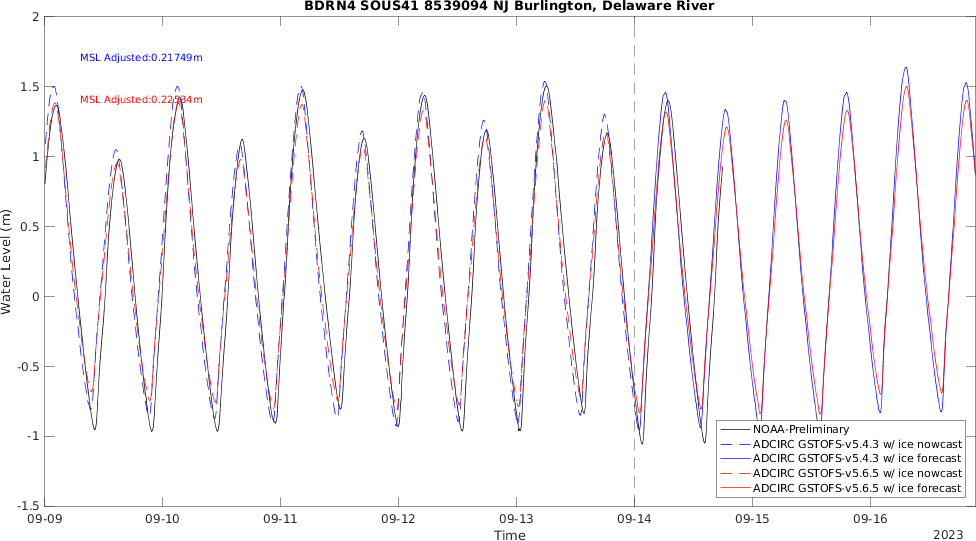 BDRN4 SOUS41 8539094 NJ Burlington, Delaware River
2
MSL Adjusted:0.21749m
1.5
MSL Adjusted:0.22534m
1
0.5
Water Level (m)
0
-0.5
-1
NOAA-Preliminary
ADCIRC GSTOFS-v5.4.3 w/ ice nowcast
ADCIRC GSTOFS-v5.4.3 w/ ice forecast
ADCIRC GSTOFS-v5.6.5 w/ ice nowcast
ADCIRC GSTOFS-v5.6.5 w/ ice forecast
-1.5
09-09 09-10 09-11 09-12 09-13 09-14 09-15 09-16
Time
2023